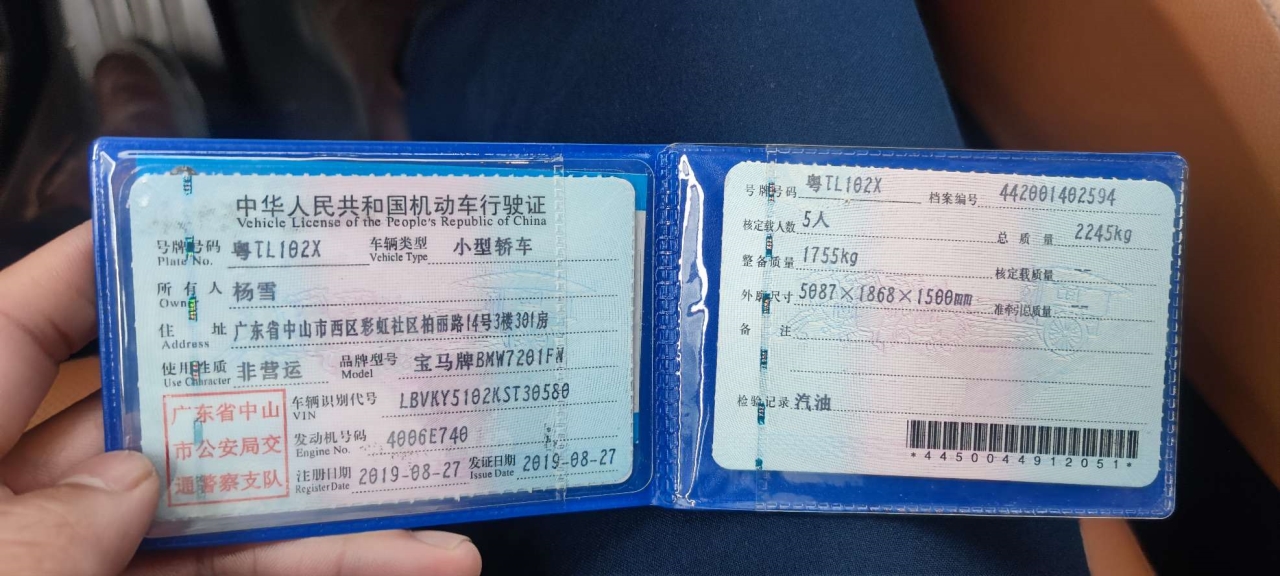 中华人民共和国机动车行驶证
Vehicle License of the People's Republic of China
号牌号码 粤TL102X 车辆类型 小型轿车
Plate No. Vehicle Type
所有人 杨雪
Owner
住址 广东省中山市西区彩虹社区柏丽路14号3楼301房
Address
使用性质 非营运 品牌型号 宝马牌BMW7201FM
Use Character Model
广东省中山
市公安局交
通警察支队
车辆识别代号 LBVKY5102KST30580
VIN
发动机号码 4006E740
Engine No.
注册日期 2019-08-27 发证日期 2019-08-27
Register Date Issue Date
号牌号码 粤TL102X 档案编号 442001402594
核定载人数 5人 总质量 2245kg
整备质量 1755kg 核定载质量 --
外廓尺寸 5087×1868×1500mm 准牵引总质量 --
备注
检验记录 汽油
*4450044912051*